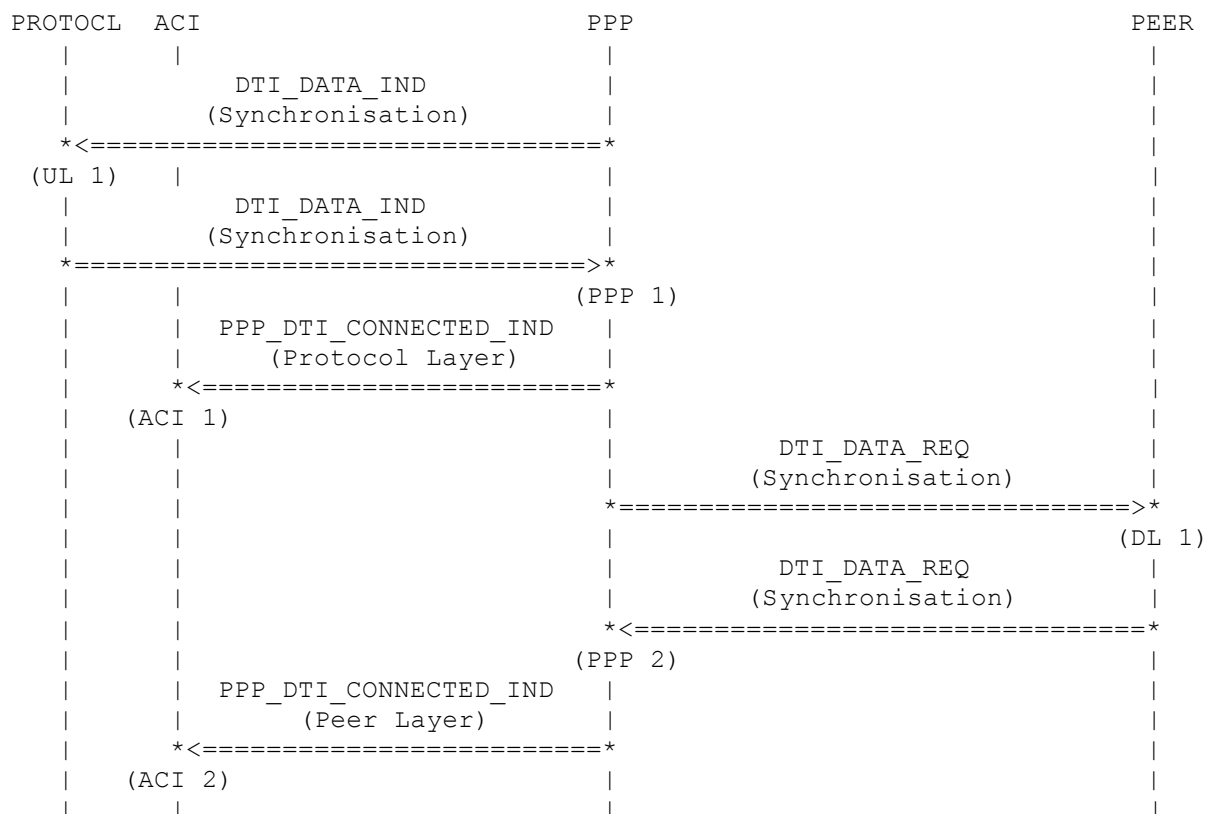 PROTOCL ACI PPP PEER
DTI_DATA_IND
(Synchronisation)
(UL 1)
DTI_DATA_IND
(Synchronisation)
(PPP 1)
PPP_DTI_CONNECTED_IND
(Protocol Layer)
(ACI 1)
DTI_DATA_REQ
(Synchronisation)
(DL 1)
DTI_DATA_REQ
(Synchronisation)
(PPP 2)
PPP_DTI_CONNECTED_IND
(Peer Layer)
(ACI 2)